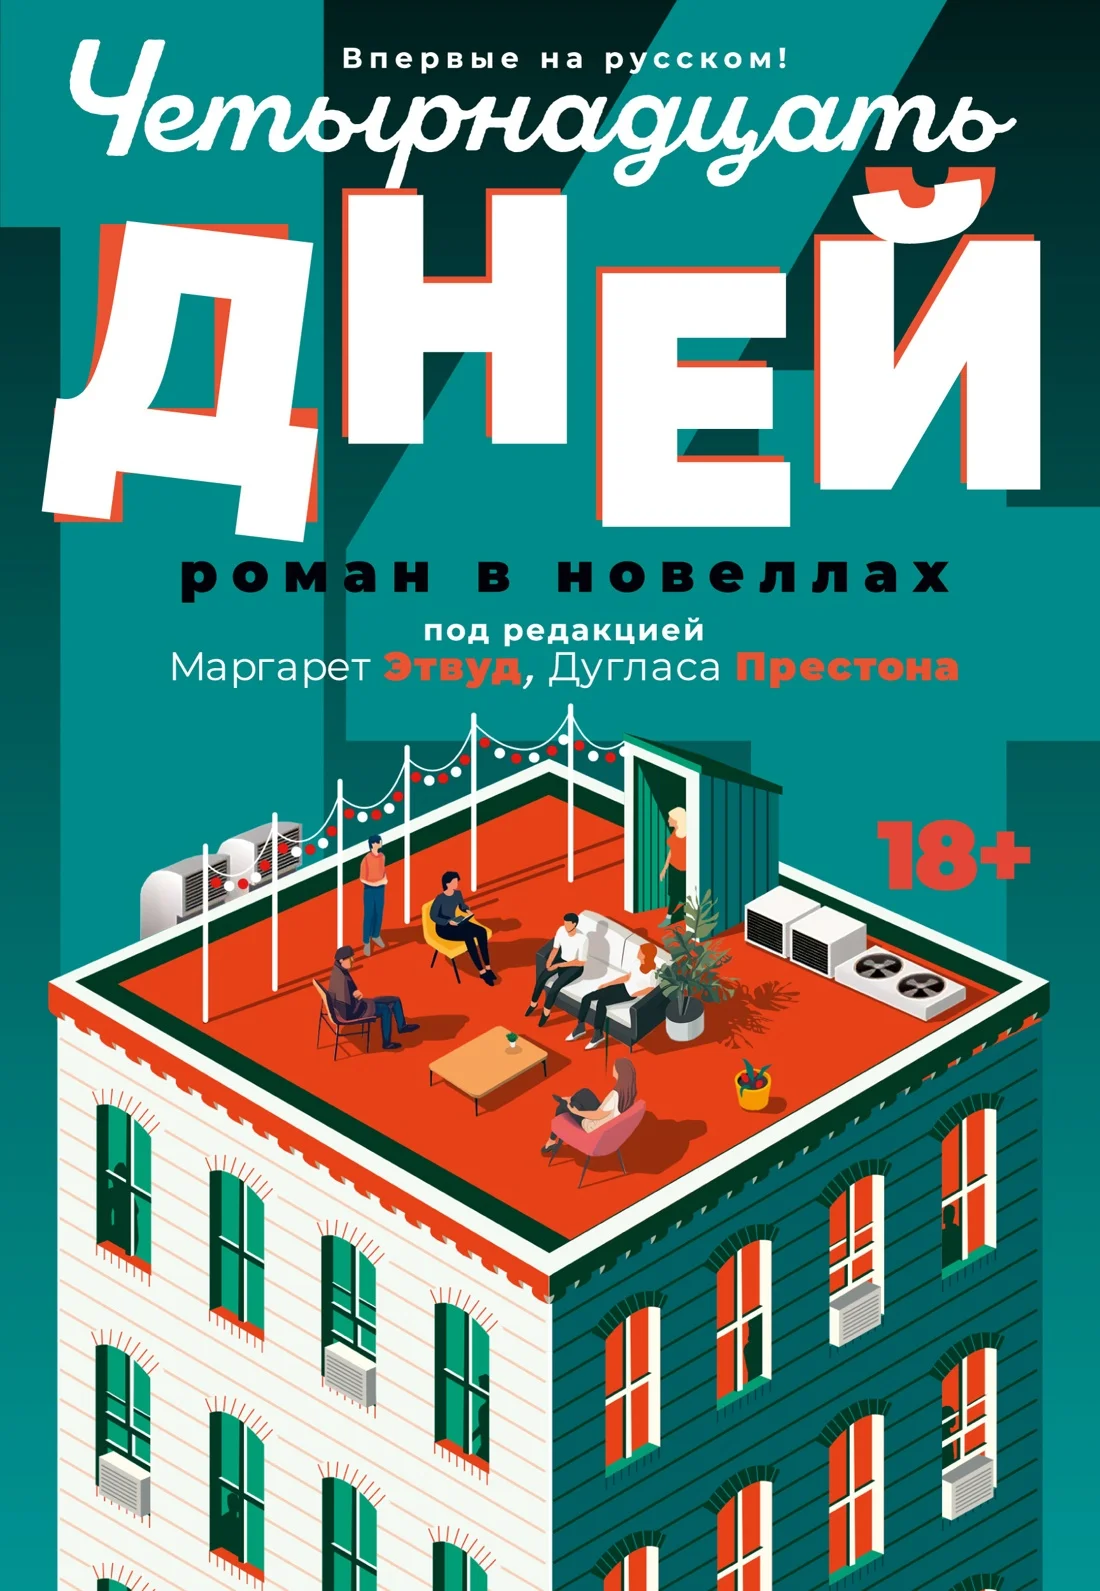 Впервые на русском!
Четырнадцать
ДНЕЙ
роман в новеллах
под редакцией
Маргарет Этвуд, Дугласа Престона
18+